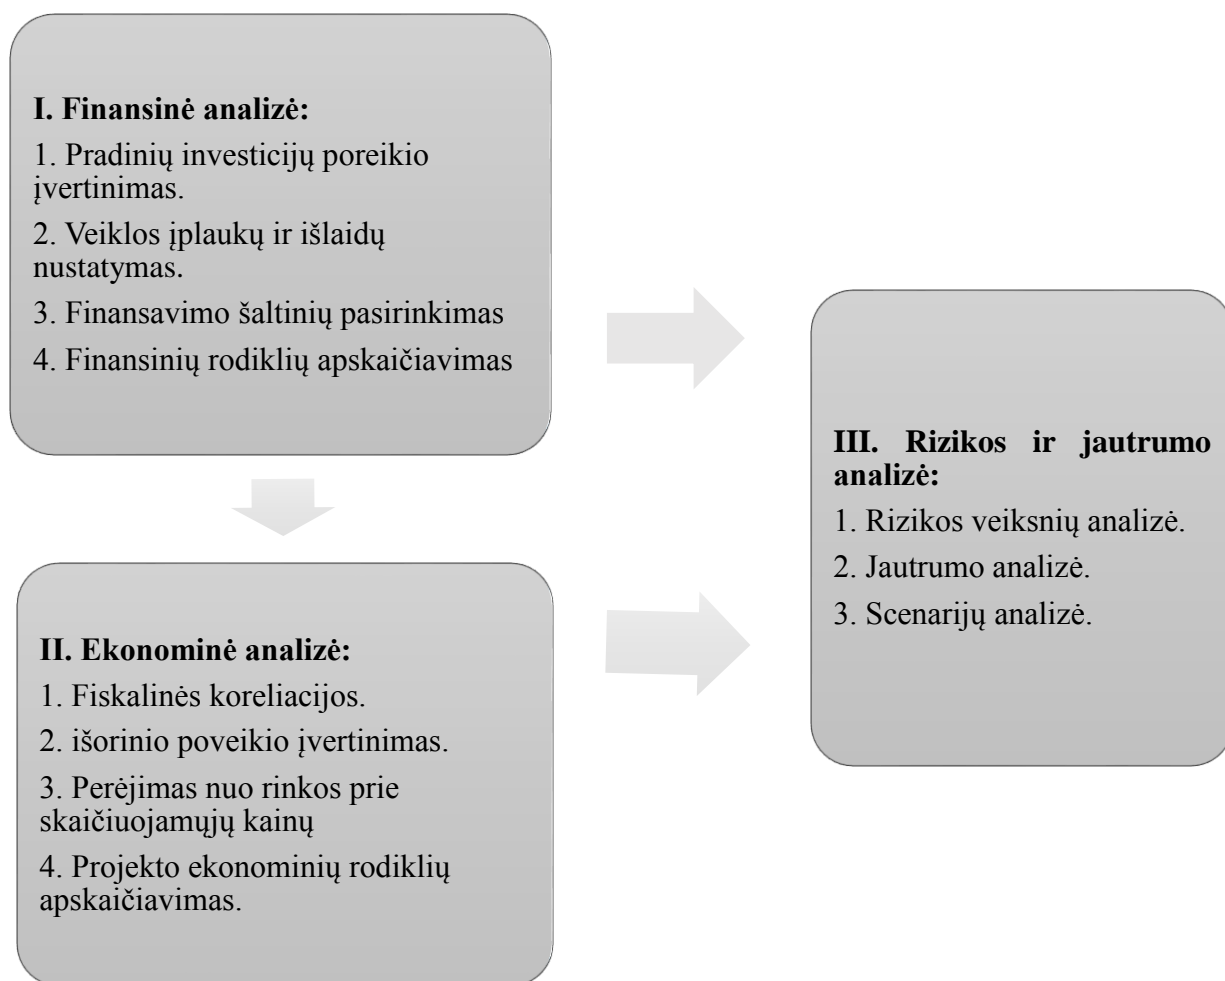 I. Finansinė analizė:
1. Pradinių investicijų poreikio
įvertinimas.
2. Veiklos įplaukų ir išlaidų
nustatymas.
3. Finansavimo šaltinių pasirinkimas
4. Finansinių rodiklių apskaičiavimas
II. Ekonominė analizė:
1. Fiskalinės koreliacijos.
2. išorinio poveikio įvertinimas.
3. Perėjimas nuo rinkos prie
skaičiuojamųjų kainų
4. Projekto ekonominių rodiklių
apskaičiavimas.
III. Rizikos ir jautrumo
analizė:
1. Rizikos veiksnių analizė.
2. Jautrumo analizė.
3. Scenarijų analizė.